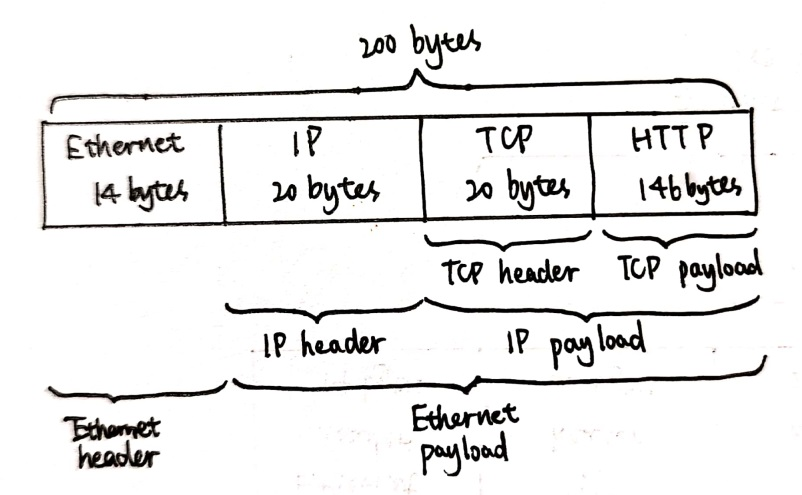 200 bytes
Ethernet IP TCP HTTP
14 bytes 20 bytes 20 bytes 146 bytes
TCP header TCP payload
IP header IP payload
Ethernet
header
Ethernet
payload